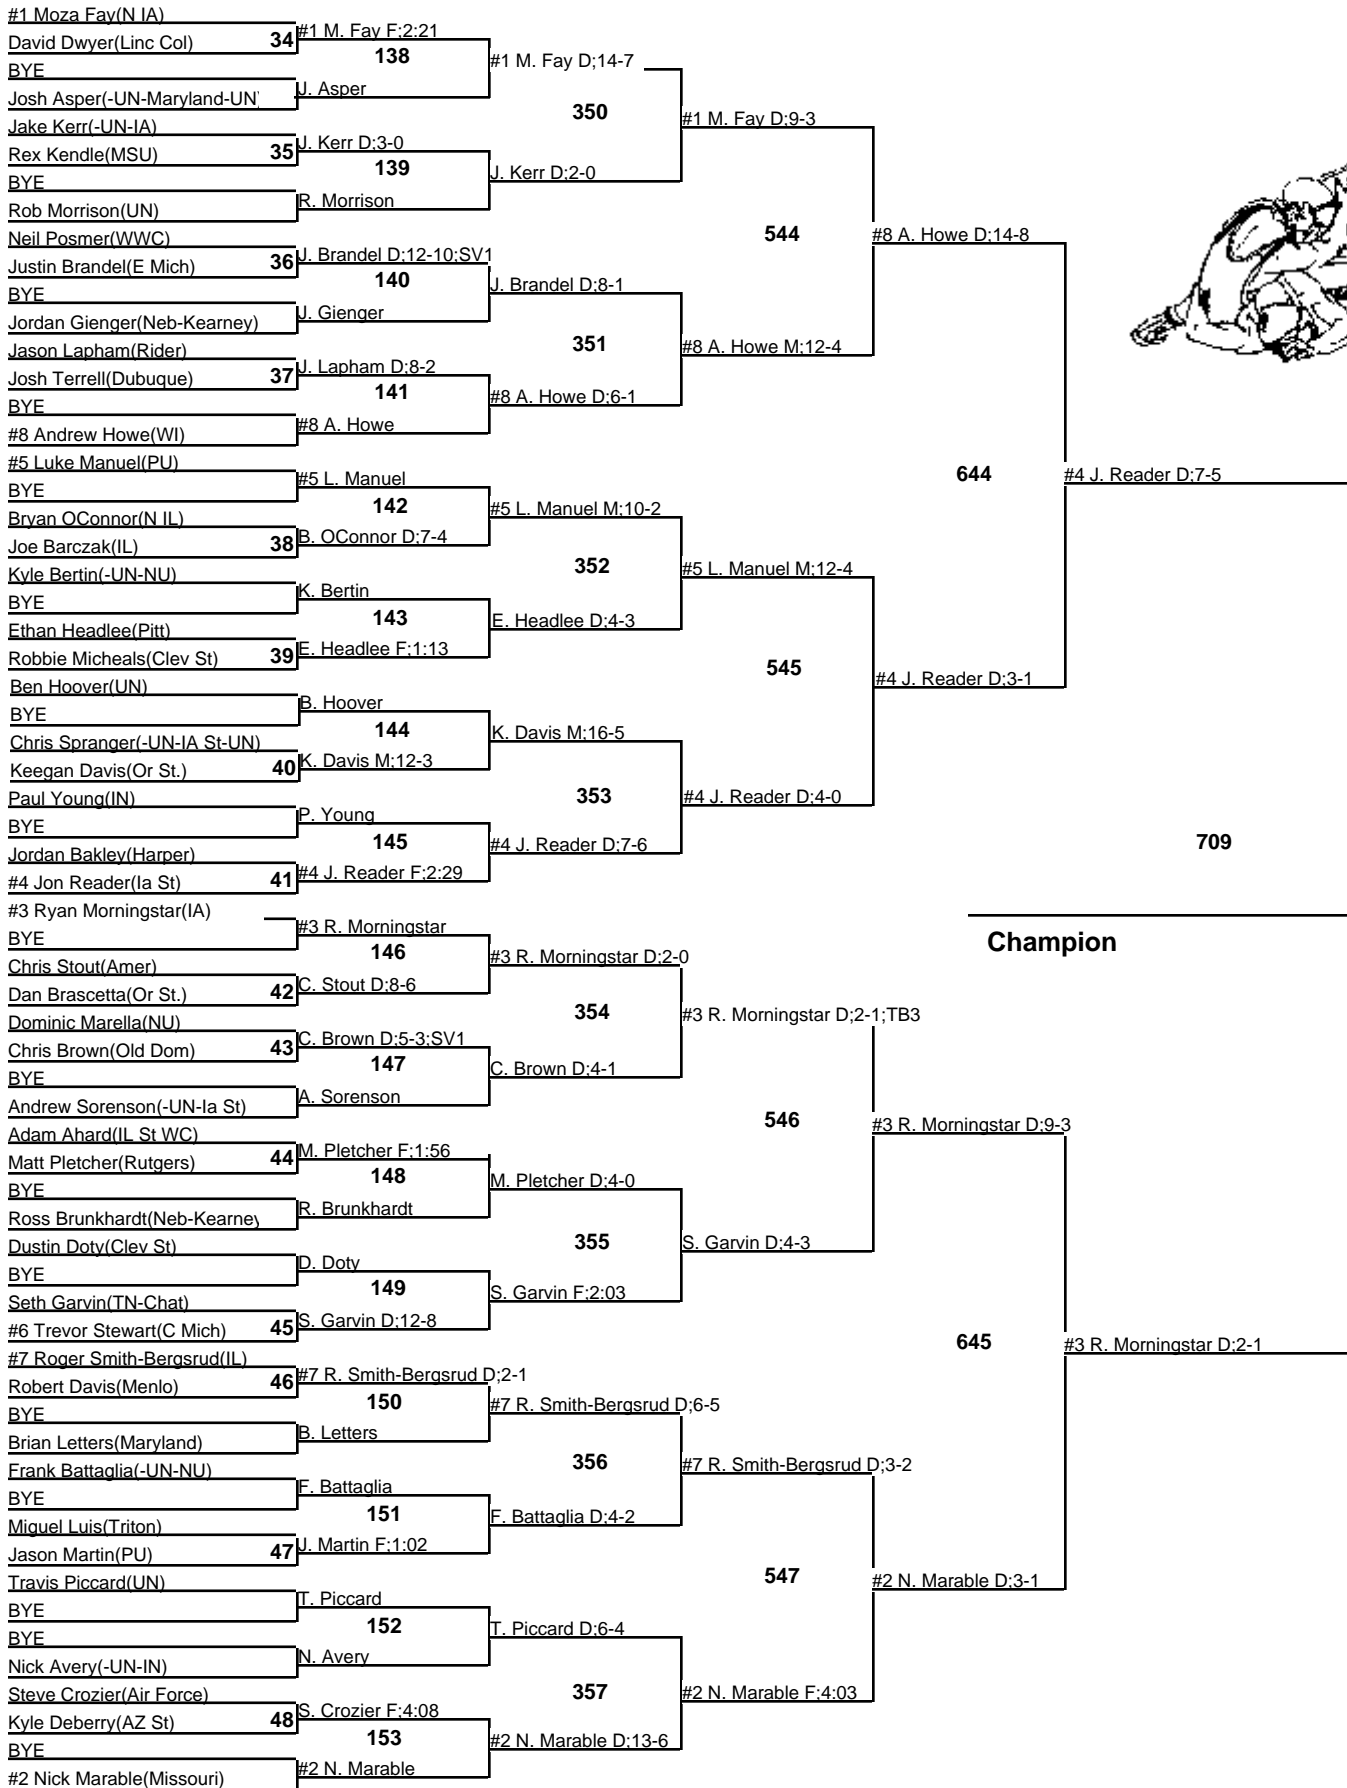 #1 Moza Fay(N IA)
David Dwyer(Linc Col)
34
#1 M. Fay F;2:21
138
#1 M. Fay D;14-7
BYE
Josh Asper(-UN-Maryland-UN)
J. Asper
350
#1 M. Fay D;9-3
Jake Kerr(-UN-IA)
Rex Kendle(MSU)
35
J. Kerr D;3-0
139
J. Kerr D;2-0
BYE
Rob Morrison(UN)
R. Morrison
544
#8 A. Howe D;14-8
Neil Posmer(WWC)
Justin Brandel(E Mich)
36
J. Brandel D;12-10;SV1
140
J. Brandel D;8-1
BYE
Jordan Gienger(Neb-Kearney)
J. Gienger
351
#8 A. Howe M;12-4
Jason Lapham(Rider)
Josh Terrell(Dubuque)
37
J. Lapham D;8-2
141
#8 A. Howe D;6-1
BYE
#8 Andrew Howe(WI)
#8 A. Howe
644
#4 J. Reader D;7-5
#5 Luke Manuel(PU)
BYE
#5 L. Manuel
142
#5 L. Manuel M;10-2
Bryan OConnor(N IL)
Joe Barczak(IL)
38
B. OConnor D;7-4
352
#5 L. Manuel M;12-4
Kyle Bertin(-UN-NU)
BYE
K. Bertin
143
E. Headlee D;4-3
Ethan Headlee(Pitt)
Robbie Micheals(Clev St)
39
E. Headlee F;1:13
545
#4 J. Reader D;3-1
Ben Hoover(UN)
BYE
B. Hoover
144
K. Davis M;16-5
Chris Spranger(-UN-IA St-UN)
Keegan Davis(Or St.)
40
K. Davis M;12-3
353
#4 J. Reader D;4-0
Paul Young(IN)
BYE
P. Young
145
#4 J. Reader D;7-6
Jordan Bakley(Harper)
#4 Jon Reader(Ia St)
41
#4 J. Reader F;2:29
709
Champion
#3 Ryan Morningstar(IA)
BYE
#3 R. Morningstar
146
#3 R. Morningstar D;2-0
Chris Stout(Amer)
Dan Brascetta(Or St.)
42
C. Stout D;8-6
354
#3 R. Morningstar D;2-1;TB3
Dominic Marella(NU)
Chris Brown(Old Dom)
43
C. Brown D;5-3;SV1
147
C. Brown D;4-1
BYE
Andrew Sorenson(-UN-Ia St)
A. Sorenson
546
#3 R. Morningstar D;9-3
Adam Ahard(IL St WC)
Matt Pletcher(Rutgers)
44
M. Pletcher F;1:56
148
M. Pletcher D;4-0
BYE
Ross Brunkhardt(Neb-Kearney
R. Brunkhardt
355
S. Garvin D;4-3
Dustin Doty(Clev St)
BYE
D. Doty
149
S. Garvin F;2:03
Seth Garvin(TN-Chat)
#6 Trevor Stewart(C Mich)
45
S. Garvin D;12-8
645
#3 R. Morningstar D;2-1
#7 Roger Smith-Bergsrud(IL)
Robert Davis(Menlo)
46
#7 R. Smith-Bergsrud D;2-1
150
#7 R. Smith-Bergsrud D;6-5
BYE
Brian Letters(Maryland)
B. Letters
356
#7 R. Smith-Bergsrud D;3-2
Frank Battaglia(-UN-NU)
BYE
F. Battaglia
151
F. Battaglia D;4-2
Miguel Luis(Triton)
Jason Martin(PU)
47
J. Martin F;1:02
547
#2 N. Marable D;3-1
Travis Piccard(UN)
BYE
T. Piccard
152
T. Piccard D;6-4
BYE
Nick Avery(-UN-IN)
N. Avery
357
#2 N. Marable F;4:03
Steve Crozier(Air Force)
Kyle Deberry(AZ St)
48
S. Crozier F;4:08
153
#2 N. Marable D;13-6
BYE
#2 Nick Marable(Missouri)
#2 N. Marable